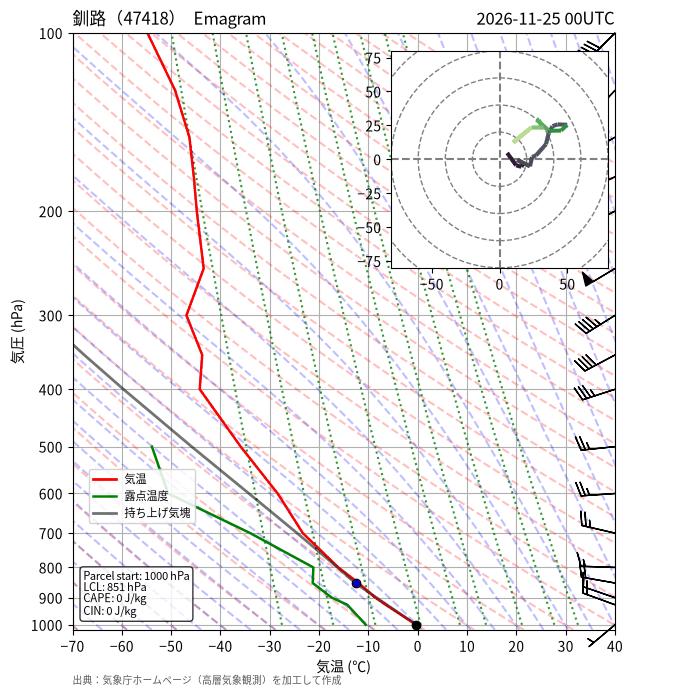 釧路（47418） Emagram
2026-11-25 00UTC
100
200
300
400
500
600
700
800
900
1000
気圧 (hPa)
75
50
25
0
−25
−50
−75
−50 0 50
気温
露点温度
持ち上げ気塊
Parcel start: 1000 hPa
LCL: 851 hPa
CAPE: 0 J/kg
CIN: 0 J/kg
−70 −60 −50 −40 −30 −20 −10 0 10 20 30 40
気温 (°C)
出典：気象庁ホームページ（高層気象観測）を加工して作成